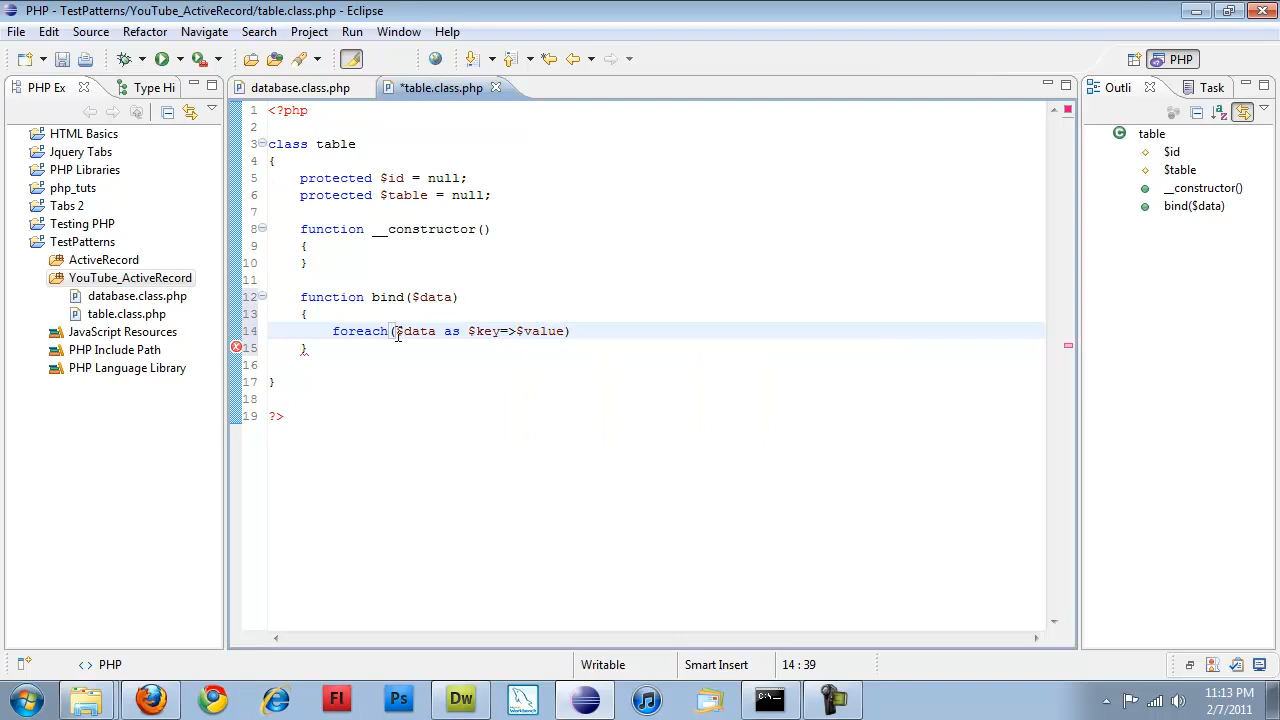 PHP - TestPatterns/YouTube_ActiveRecord/table.class.php - Eclipse
File Edit Source Refactor Navigate Search Project Run Window Help
PHP
PHP Ex Type Hi
database.class.php *table.class.php
Outli Task
HTML Basics
Jquery Tabs
PHP Libraries
php_tuts
Tabs 2
Testing PHP
TestPatterns
ActiveRecord
YouTube_ActiveRecord
database.class.php
table.class.php
JavaScript Resources
PHP Include Path
PHP Language Library
1 <?php
2
3 class table
4 {
5 protected $id = null;
6 protected $table = null;
7
8 function __constructor()
9 {
10 }
11
12 function bind($data)
13 {
14 foreach($data as $key=>$value)
15 }
16
17 }
18
19 ?>
table
$id
$table
__constructor()
bind($data)
<> PHP Writable Smart Insert 14 : 39
Fl Ps Dw
Workbench
11:13 PM
2/7/2011